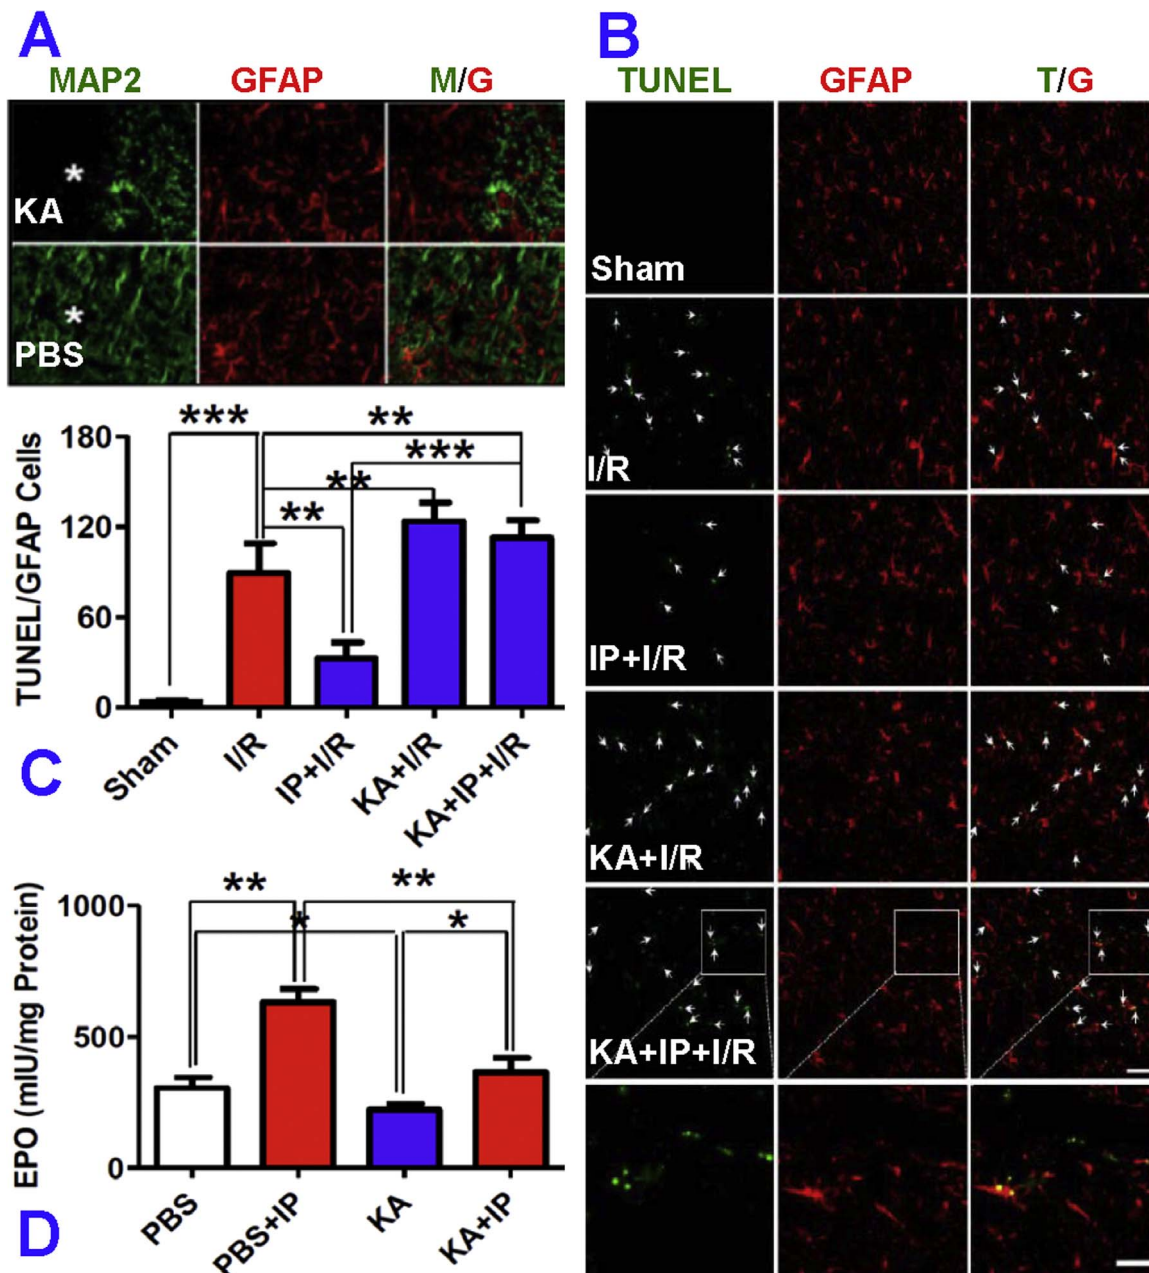 A
MAP2 GFAP M/G
*
KA
*
PBS
*** **
***
**
**
180
120
60
0
TUNEL/GFAP Cells
Sham I/R IP+I/R KA+I/R KA+IP+I/R
C
** **
* *
1000
500
0
EPO (mIU/mg Protein)
PBS PBS+IP KA KA+IP
D
B
TUNEL GFAP T/G
Sham
I/R
IP+I/R
KA+I/R
KA+IP+I/R